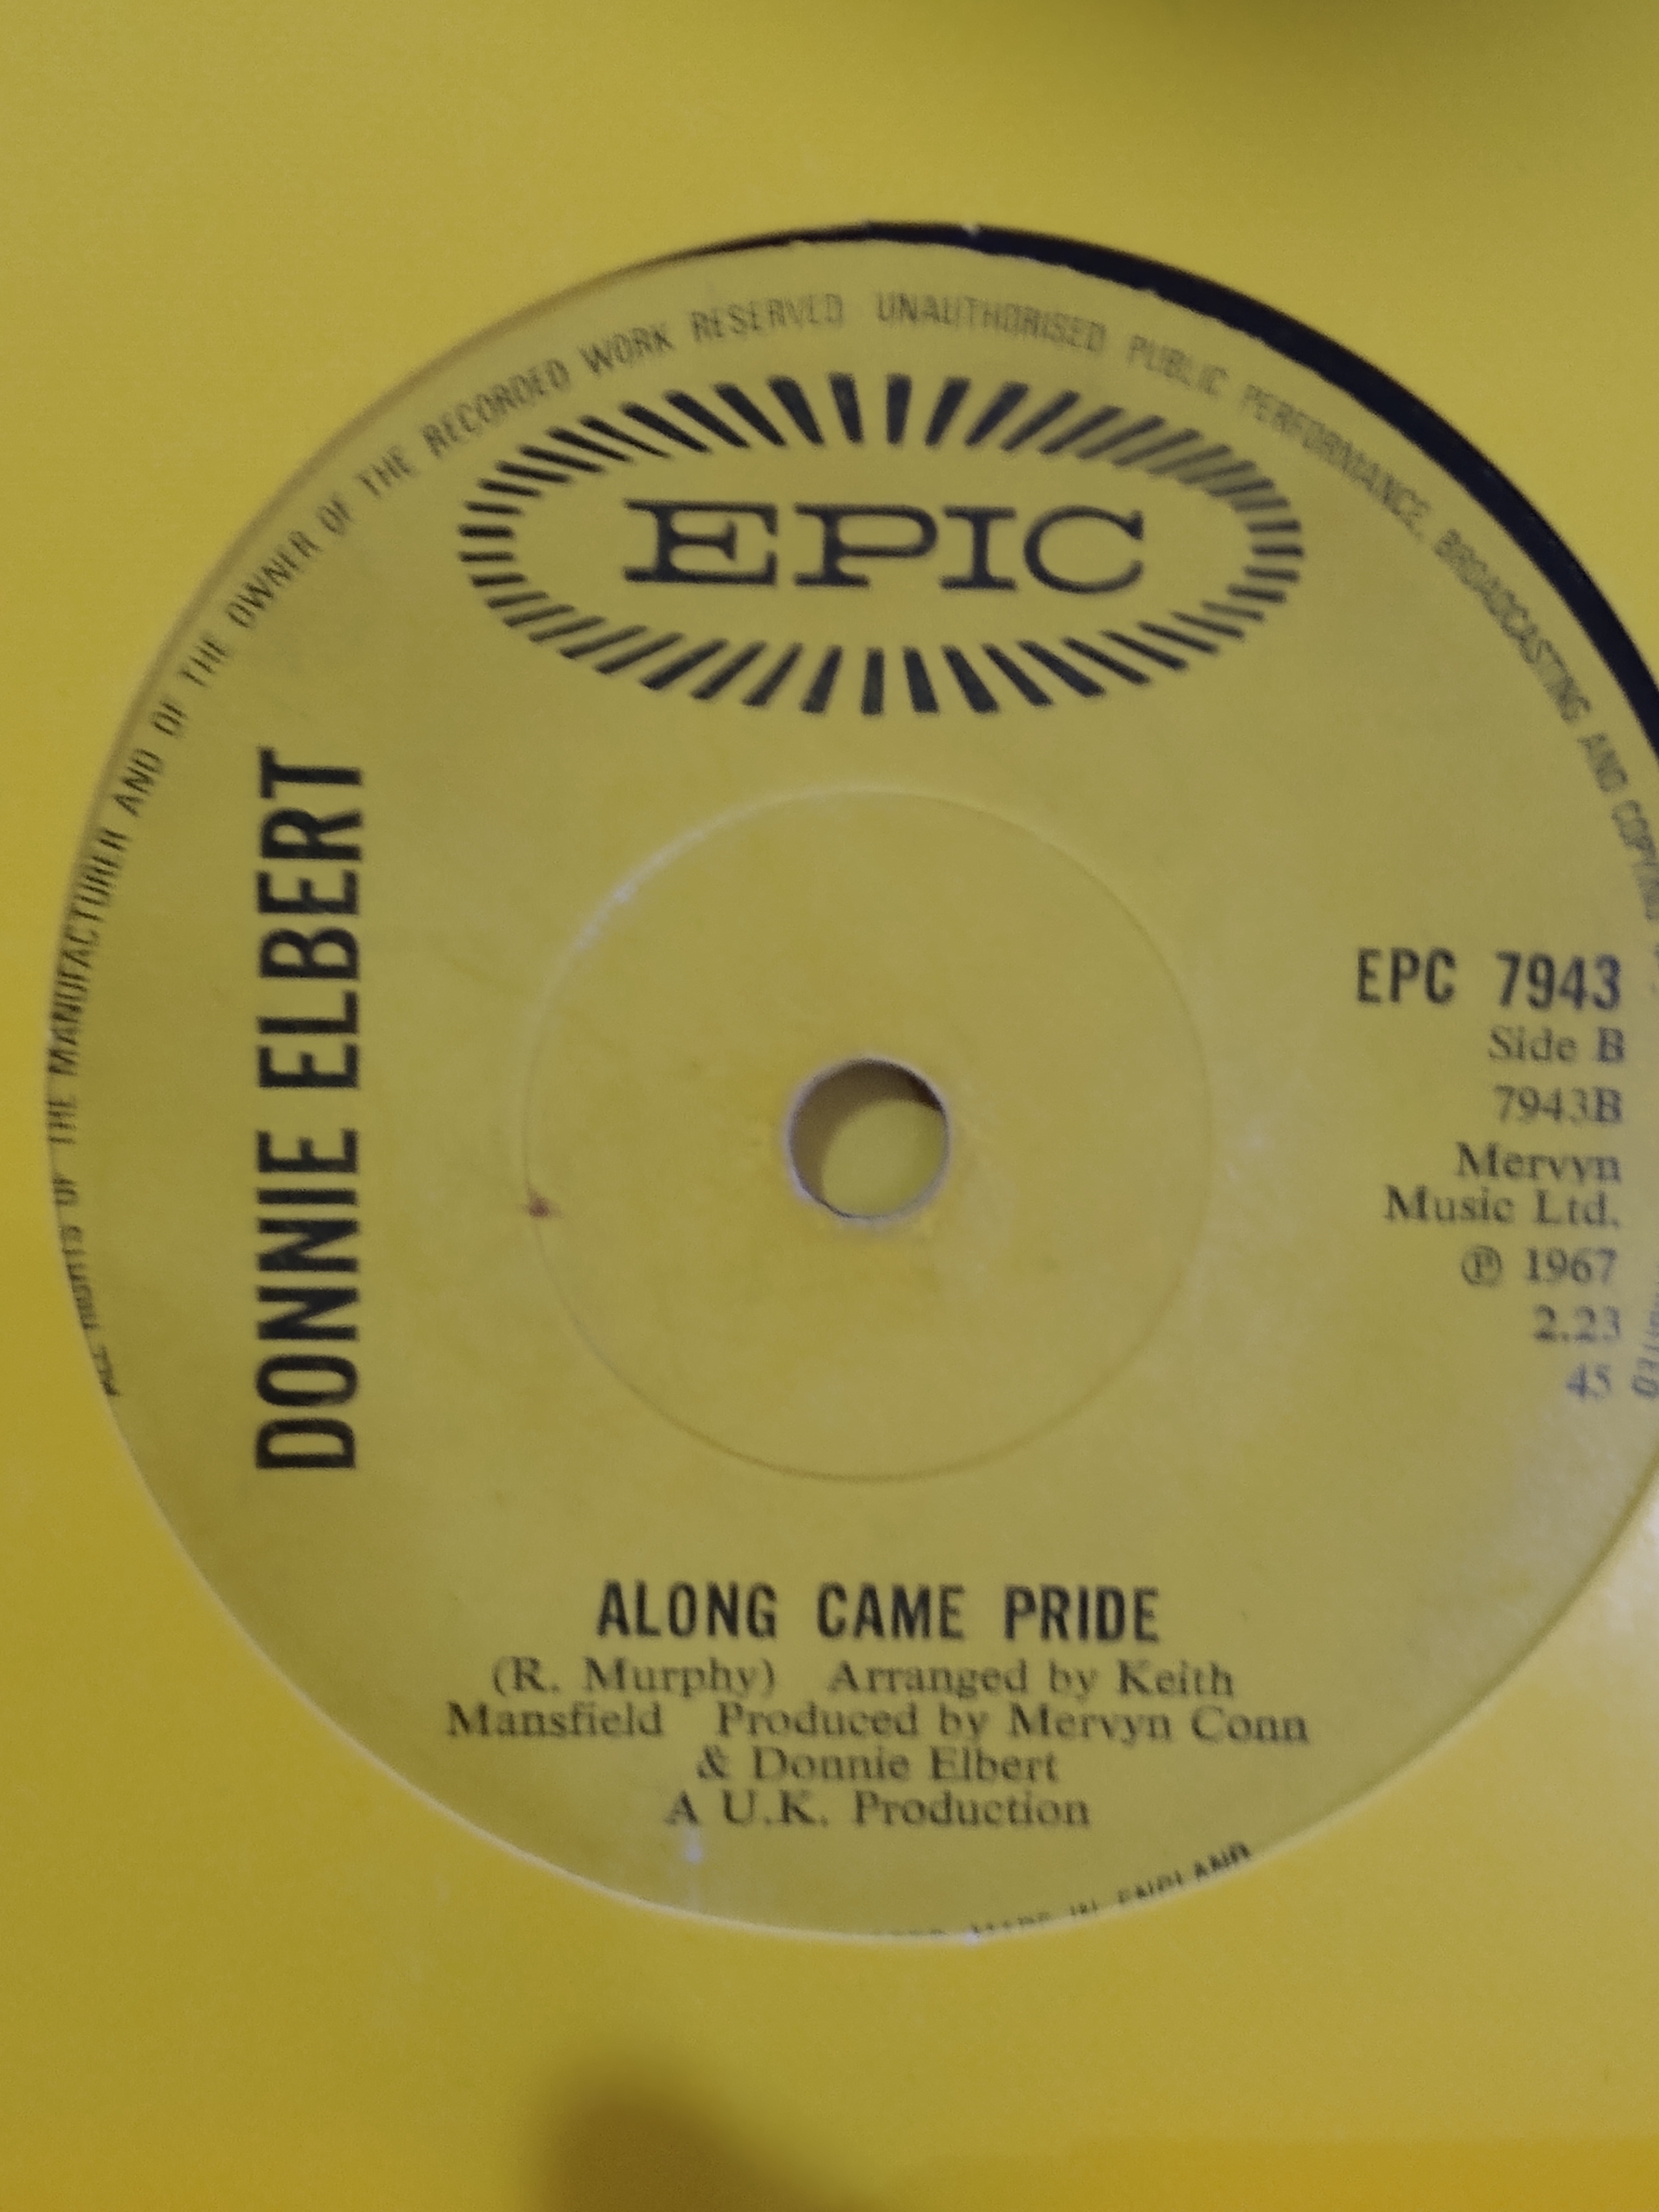 ALL RIGHTS OF THE MANUFACTURER AND OF THE OWNER OF THE RECORDED WORK RESERVED UNAUTHORISED PUBLIC PERFORMANCE, BROADCASTING AND
EPIC
DONNIE ELBERT
EPC 7943
Side B
7943B
Mervyn
Music Ltd.
℗ 1967
2.23
45
ALONG CAME PRIDE
(R. Murphy) Arranged by Keith
Mansfield Produced by Mervyn Conn
& Donnie Elbert
A U.K. Production
MADE IN ENGLAND